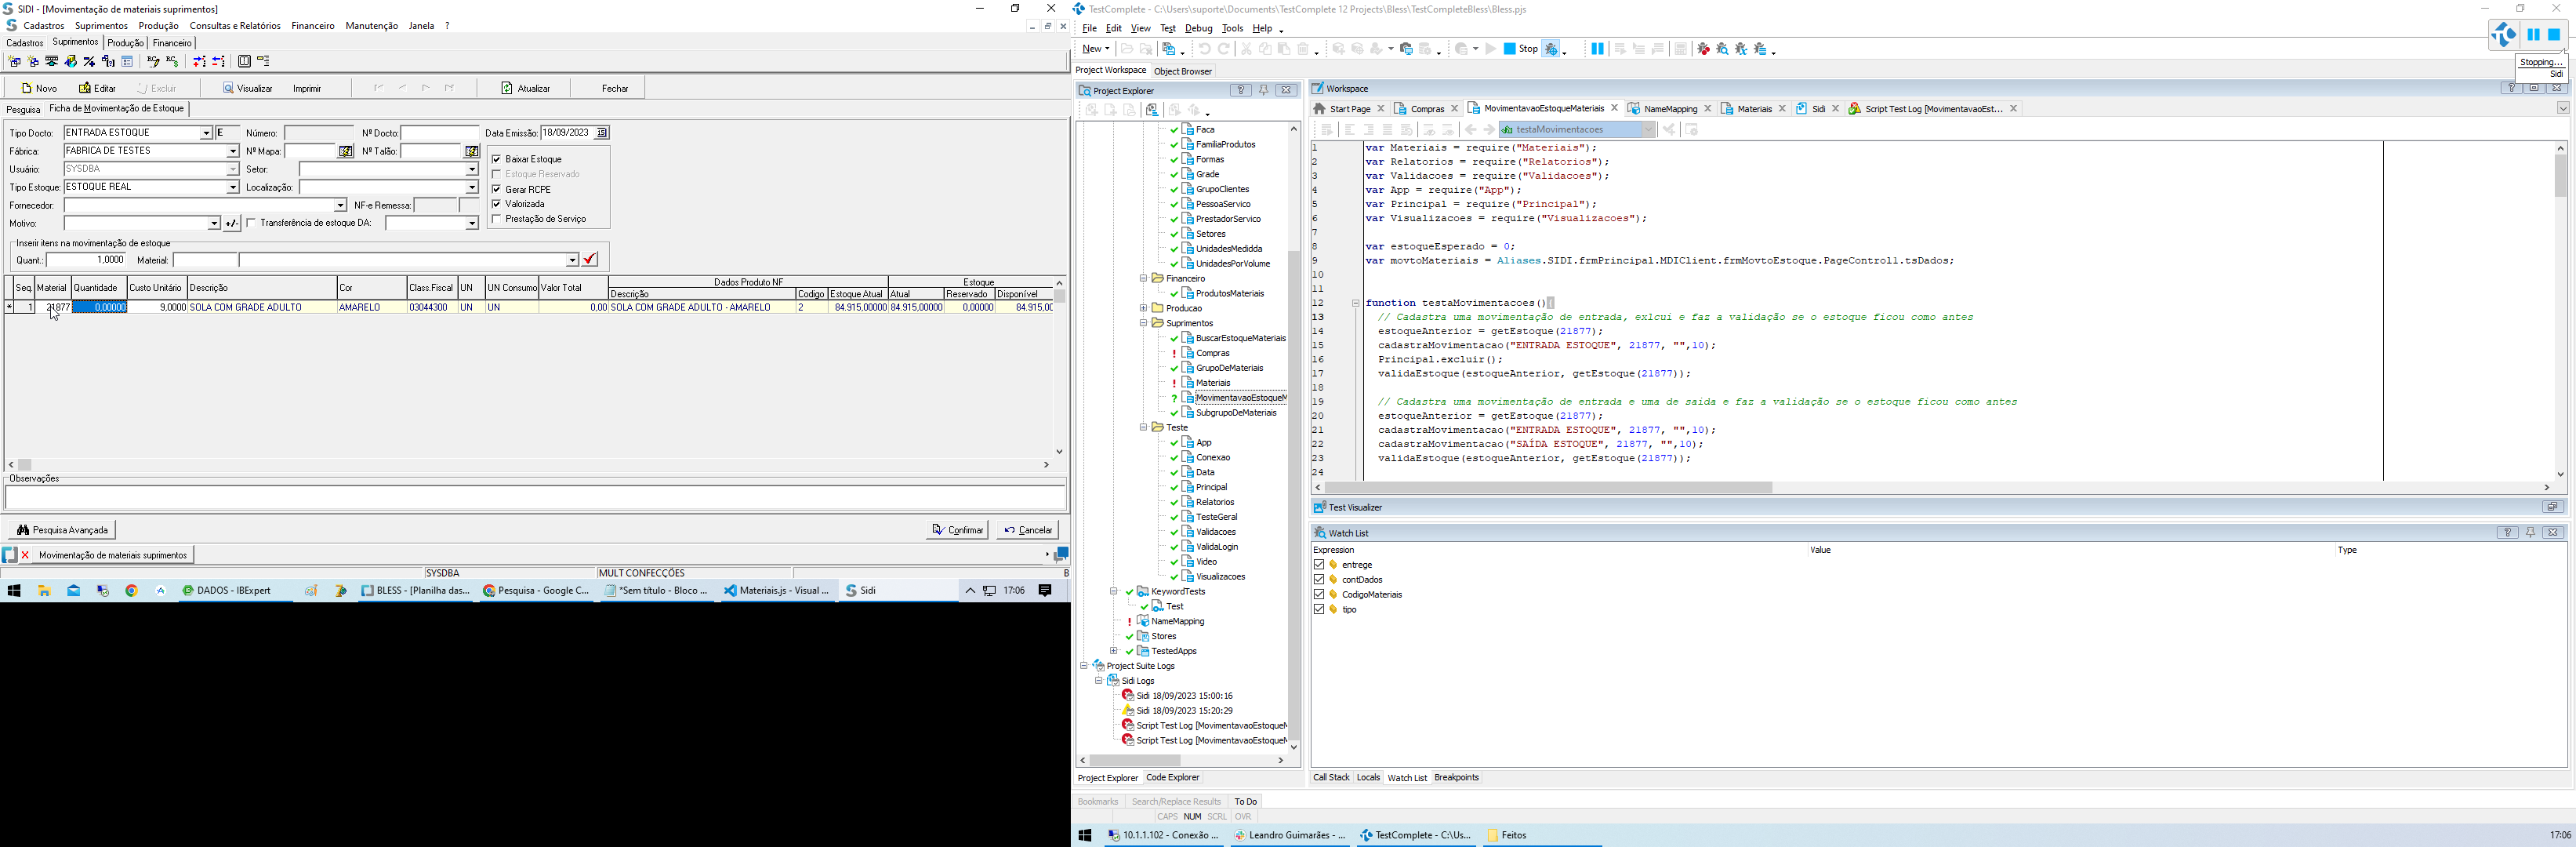 SIDI - [Movimentação de materiais suprimentos]
Cadastros Suprimentos Produção Consultas e Relatórios Financeiro Manutenção Janela ?
Cadastros Suprimentos Produção Financeiro
Novo Editar Excluir Visualizar Imprimir Atualizar Fechar
Pesquisa Ficha de Movimentação de Estoque
Tipo Docto: ENTRADA ESTOQUE E Número: Nº Docto: Data Emissão: 18/09/2023 15
Fábrica: FABRICA DE TESTES Nº Mapa: Nº Talão: Baixar Estoque
Usuário: SYSDBA Setor: Estoque Reservado
Tipo Estoque: ESTOQUE REAL Localização: Gerar RCPE
Fornecedor: NF-e Remessa: Valorizada
Motivo: +/- Transferência de estoque DA: Prestação de Serviço
Inserir itens na movimentação de estoque
Quant.: 1,0000 Material:
Seq. Material Quantidade Custo Unitário Descrição Cor Class.Fiscal UN UN Consumo Valor Total Dados Produto NF Estoque
Descrição Codigo Estoque Atual Atual Reservado Disponível
* 1 21877 0,00000 9,0000 SOLA COM GRADE ADULTO AMARELO 03044300 UN UN 0,00 SOLA COM GRADE ADULTO - AMARELO 2 84.915,00000 84.915,00000 0,00000 84.915,00
Observações
Pesquisa Avançada Confirmar Cancelar
Movimentação de materiais suprimentos
SYSDBA MULT CONFECÇÕES B
DADOS - IBExpert BLESS - [Planilha das... Pesquisa - Google C... *Sem título - Bloco ... Materiais.js - Visual ... Sidi 17:06
TestComplete - C:\Users\suporte\Documents\TestComplete 12 Projects\Bless\TestCompleteBless\Bless.pjs
File Edit View Test Debug Tools Help
New Stop
Stopping...
Sidi
Project Workspace Object Browser
Project Explorer
Faca
FamiliaProdutos
Formas
Grade
GrupoClientes
PessoaServico
PrestadorServico
Setores
UnidadesMedidda
UnidadesPorVolume
Financeiro
ProdutosMateriais
Producao
Suprimentos
BuscarEstoqueMateriais
Compras
GrupoDeMateriais
Materiais
MovimentavaoEstoqueM
SubgrupoDeMateriais
Teste
App
Conexao
Data
Principal
Relatorios
TesteGeral
Validacoes
ValidaLogin
Video
Visualizacoes
KeywordTests
Test
NameMapping
Stores
TestedApps
Project Suite Logs
Sidi Logs
Sidi 18/09/2023 15:00:16
Sidi 18/09/2023 15:20:29
Script Test Log [MovimentavaoEstoqueM
Script Test Log [MovimentavaoEstoqueM
Project Explorer Code Explorer
Workspace
Start Page Compras MovimentavaoEstoqueMateriais NameMapping Materiais Sidi Script Test Log [MovimentavaoEst...
testaMovimentacoes
1 var Materiais = require("Materiais");
2 var Relatorios = require("Relatorios");
3 var Validacoes = require("Validacoes");
4 var App = require("App");
5 var Principal = require("Principal");
6 var Visualizacoes = require("Visualizacoes");
7
8 var estoqueEsperado = 0;
9 var movtoMateriais = Aliases.SIDI.frmPrincipal.MDIClient.frmMovtoEstoque.PageControll.tsDados;
10
11
12 function testaMovimentacoes(){
13 // Cadastra uma movimentação de entrada, exlcui e faz a validação se o estoque ficou como antes
14 estoqueAnterior = getEstoque(21877);
15 cadastraMovimentacao("ENTRADA ESTOQUE", 21877, "",10);
16 Principal.excluir();
17 validaEstoque(estoqueAnterior, getEstoque(21877));
18
19 // Cadastra uma movimentação de entrada e uma de saida e faz a validação se o estoque ficou como antes
20 estoqueAnterior = getEstoque(21877);
21 cadastraMovimentacao("ENTRADA ESTOQUE", 21877, "",10);
22 cadastraMovimentacao("SAÍDA ESTOQUE", 21877, "",10);
23 validaEstoque(estoqueAnterior, getEstoque(21877));
24
Test Visualizer
Watch List
Expression Value Type
entrege
contDados
CodigoMateriais
tipo
Call Stack Locals Watch List Breakpoints
Bookmarks Search/Replace Results To Do
CAPS NUM SCRL OVR
10.1.1.102 - Conexão ... Leandro Guimarães - ... TestComplete - C:\Us... Feitos 17:06